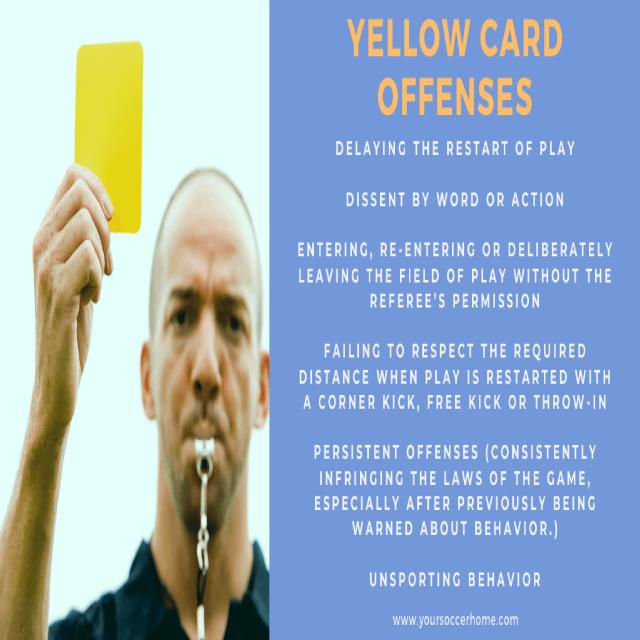 YELLOW CARD
OFFENSES
DELAYING THE RESTART OF PLAY
DISSENT BY WORD OR ACTION
ENTERING, RE-ENTERING OR DELIBERATELY
LEAVING THE FIELD OF PLAY WITHOUT THE
REFEREE'S PERMISSION
FAILING TO RESPECT THE REQUIRED
DISTANCE WHEN PLAY IS RESTARTED WITH
A CORNER KICK, FREE KICK OR THROW-IN
PERSISTENT OFFENSES (CONSISTENTLY
INFRINGING THE LAWS OF THE GAME,
ESPECIALLY AFTER PREVIOUSLY BEING
WARNED ABOUT BEHAVIOR.)
UNSPORTING BEHAVIOR
www.yoursoccerhome.com